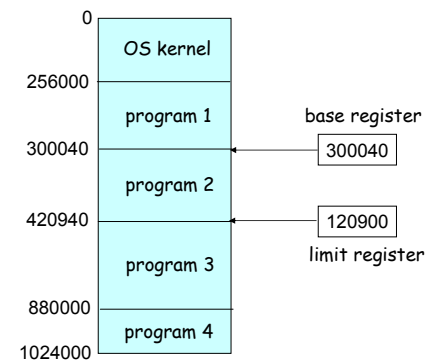 0
OS kernel
256000
program 1
base register
300040
300040
program 2
420940
120900
limit register
program 3
880000
program 4
1024000